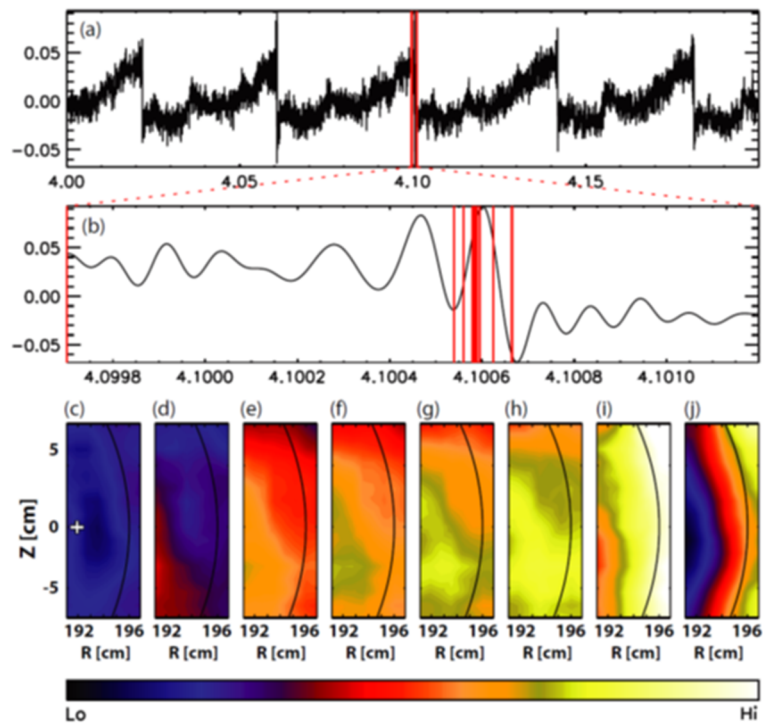 (a)
0.05
0.00
−0.05
4.00 4.05 4.10 4.15
(b)
0.05
0.00
−0.05
4.0998 4.1000 4.1002 4.1004 4.1006 4.1008 4.1010
(c) (d) (e) (f) (g) (h) (i) (j)
5
0
-5
Z [cm]
192 196 192 196 192 196 192 196 192 196 192 196 192 196 192 196
R [cm] R [cm] R [cm] R [cm] R [cm] R [cm] R [cm] R [cm]
Lo Hi